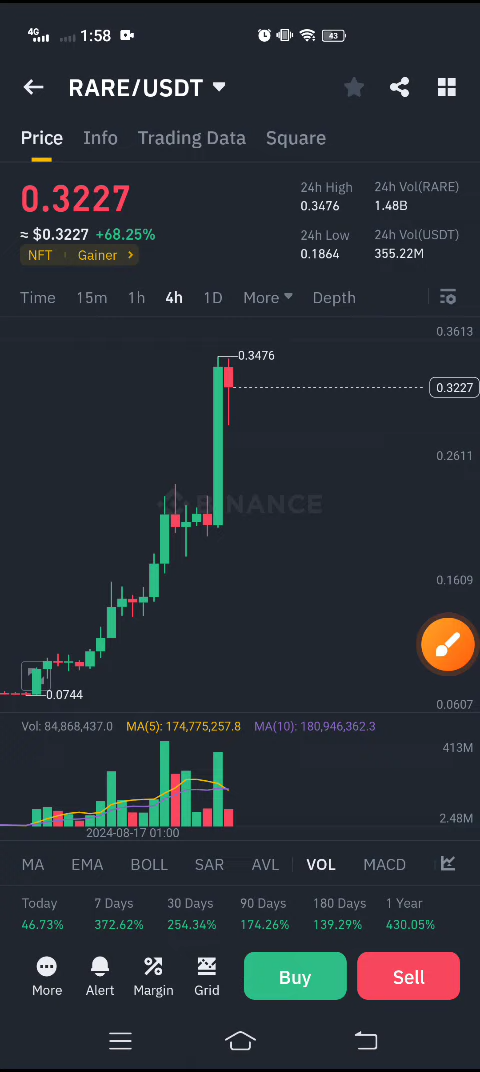 4G 1:58 43
RARE/USDT
Price Info Trading Data Square
0.3227
≈ $0.3227 +68.25%
NFT Gainer
24h High 24h Vol(RARE)
0.3476 1.48B
24h Low 24h Vol(USDT)
0.1864 355.22M
Time 15m 1h 4h 1D More Depth
0.3613
0.3476
0.3227
0.2611
BINANCE
0.1609
0.0744
0.0607
Vol: 84,868,437.0 MA(5): 174,775,257.8 MA(10): 180,946,362.3
413M
2.48M
2024-08-17 01:00
MA EMA BOLL SAR AVL VOL MACD
Today 7 Days 30 Days 90 Days 180 Days 1 Year
46.73% 372.62% 254.34% 174.26% 139.29% 430.05%
More Alert Margin Grid Buy Sell